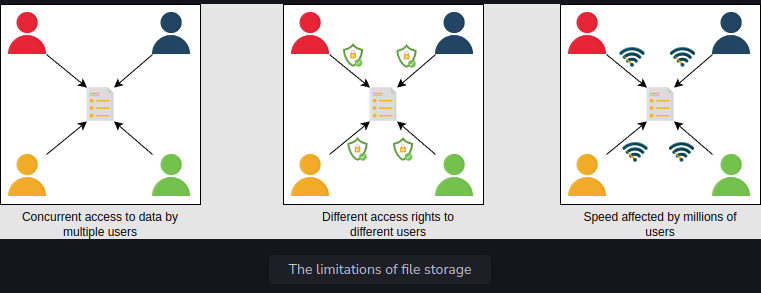 Concurrent access to data by
multiple users
Different access rights to
different users
Speed affected by millions of
users
The limitations of file storage